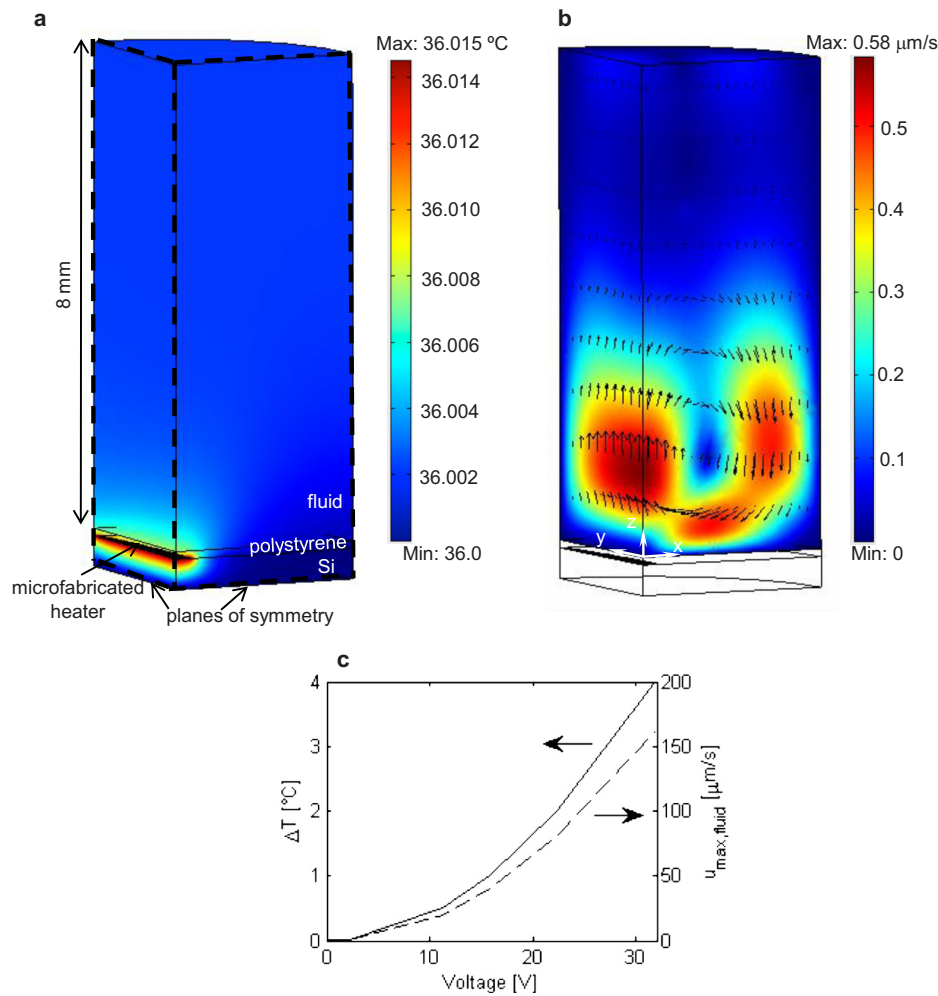 a
Max: 36.015 ºC
36.014
36.012
36.010
36.008
36.006
36.004
36.002
Min: 36.0
8 mm
fluid
polystyrene
Si
microfabricated
heater
planes of symmetry
b
Max: 0.58 μm/s
0.5
0.4
0.3
0.2
0.1
Min: 0
z
y
x
c
4
3
2
1
0
ΔT [°C]
0
10
20
30
Voltage [V]
200
150
100
50
0
u_max,fluid [μm/s]